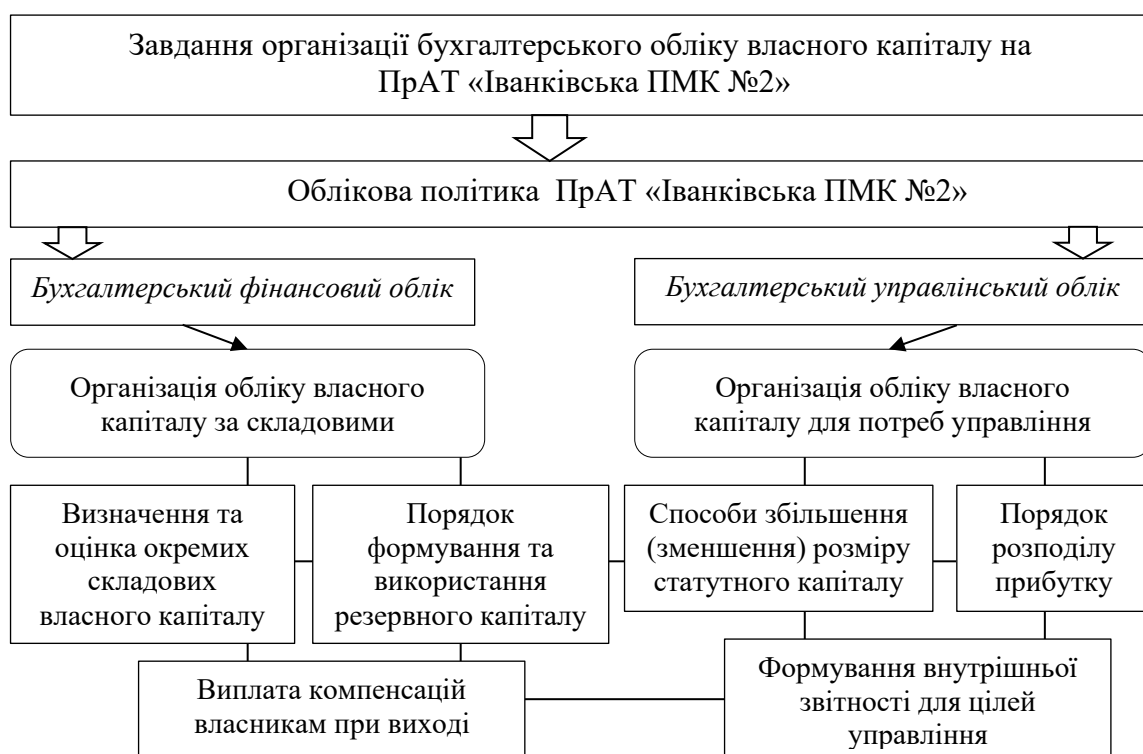 Завдання організації бухгалтерського обліку власного капіталу на
ПрАТ «Іванківська ПМК №2»
Облікова політика ПрАТ «Іванківська ПМК №2»
Бухгалтерський фінансовий облік
Бухгалтерський управлінський облік
Організація обліку власного
капіталу за складовими
Організація обліку власного
капіталу для потреб управління
Визначення та
оцінка окремих
складових
власного капіталу
Порядок
формування та
використання
резервного капіталу
Способи збільшення
(зменшення) розміру
статутного капіталу
Порядок
розподілу
прибутку
Виплата компенсацій
власникам при виході
Формування внутрішньої
звітності для цілей
управління